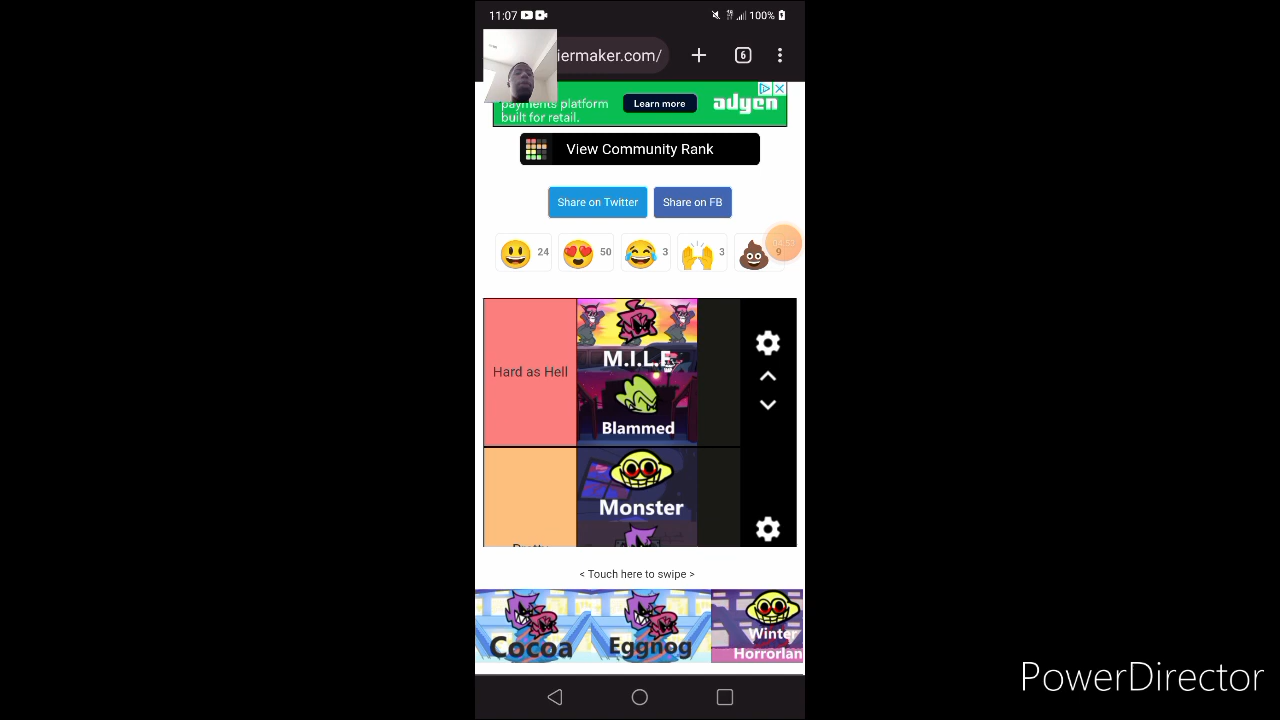 11:07
100%
iermaker.com/
6
payments platform
built for retail.
Learn more
adyen
View Community Rank
Share on Twitter
Share on FB
24
50
3
3
9
Hard as Hell
M.I.L.F
Blammed
Monster
< Touch here to swipe >
Cocoa
Eggnog
Winter
Horrorlan
PowerDirector